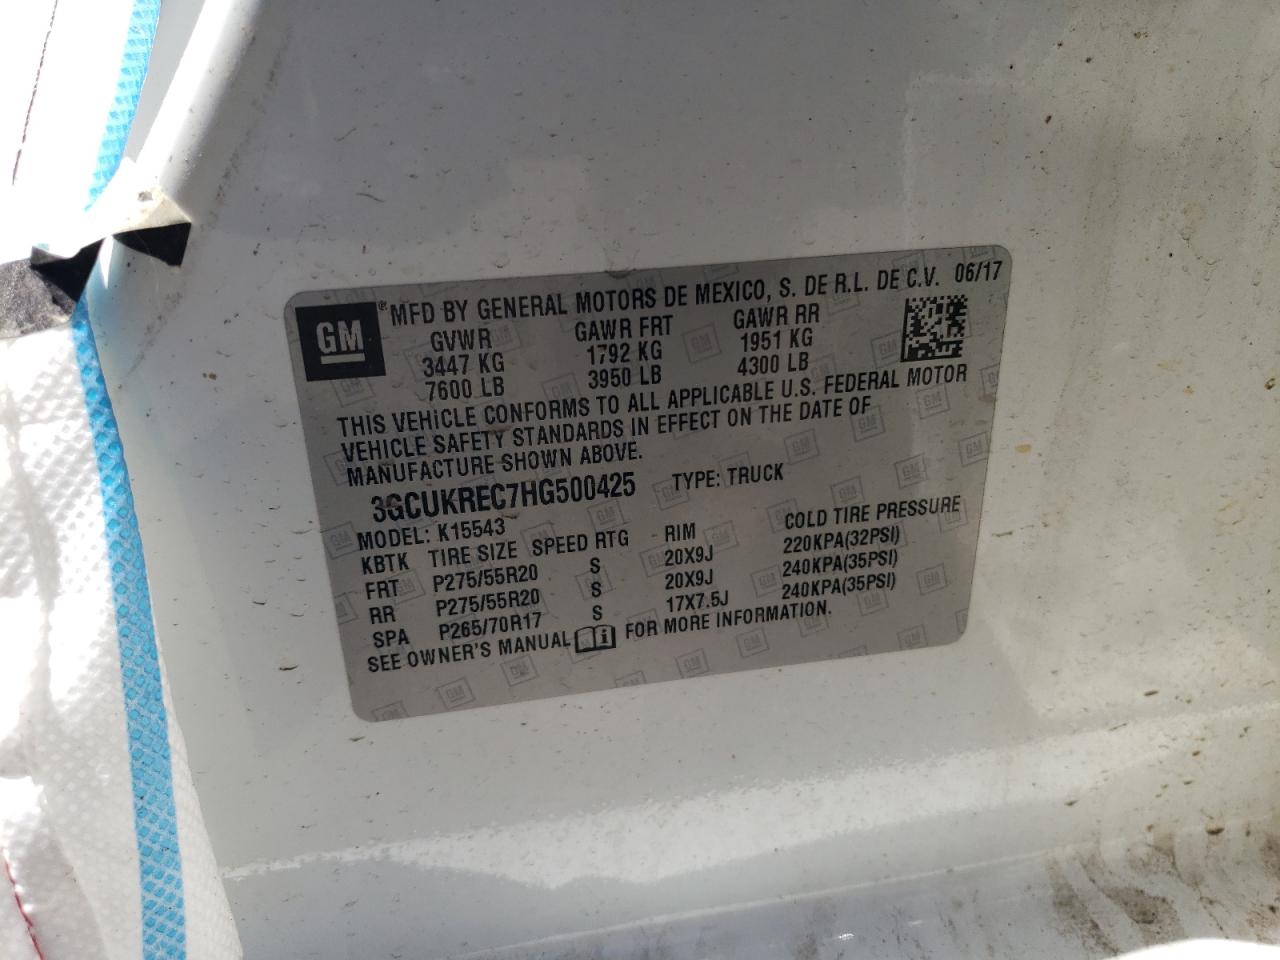 GM
® MFD BY GENERAL MOTORS DE MEXICO, S. DE R.L. DE C.V. 06/17
GVWR GAWR FRT GAWR RR
3447 KG 1792 KG 1951 KG
7600 LB 3950 LB 4300 LB
THIS VEHICLE CONFORMS TO ALL APPLICABLE U.S. FEDERAL MOTOR
VEHICLE SAFETY STANDARDS IN EFFECT ON THE DATE OF
MANUFACTURE SHOWN ABOVE.
3GCUKREC7HG500425 TYPE: TRUCK
MODEL: K15543
KBTK TIRE SIZE SPEED RTG RIM COLD TIRE PRESSURE
FRT P275/55R20 S 20X9J 220KPA(32PSI)
RR P275/55R20 S 20X9J 240KPA(35PSI)
SPA P265/70R17 S 17X7.5J 240KPA(35PSI)
SEE OWNER'S MANUAL i FOR MORE INFORMATION.